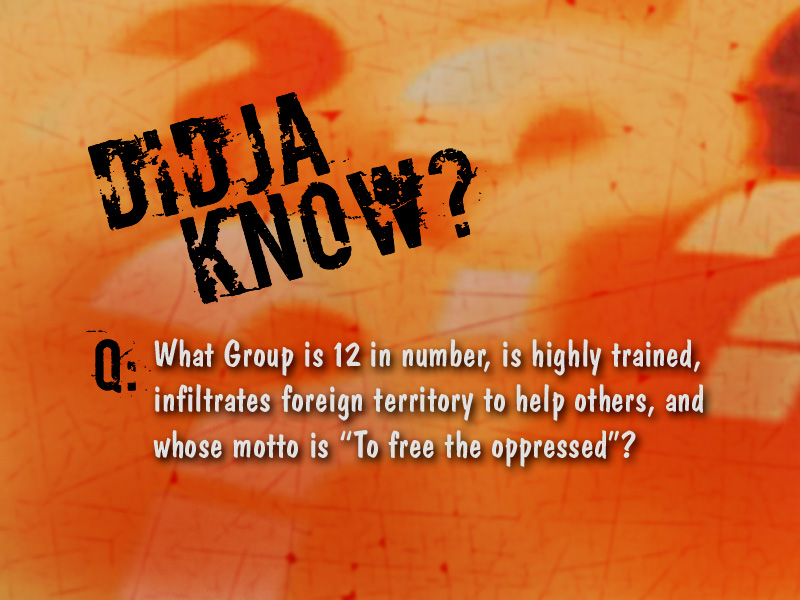 DiDJA
KNOW?
Q: What Group is 12 in number, is highly trained,
infiltrates foreign territory to help others, and
whose motto is “To free the oppressed”?